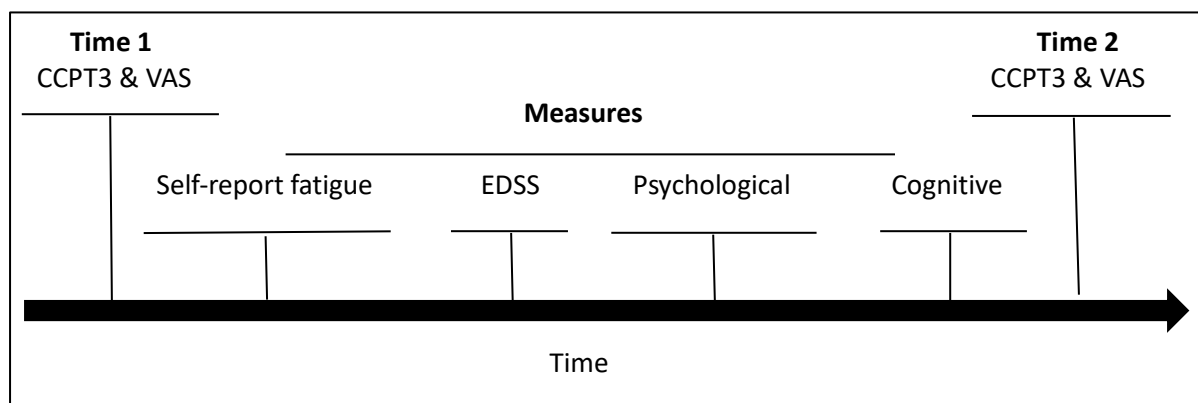 Time 1
CCPT3 & VAS
Time 2
CCPT3 & VAS
Measures
Self-report fatigue
EDSS
Psychological
Cognitive
Time